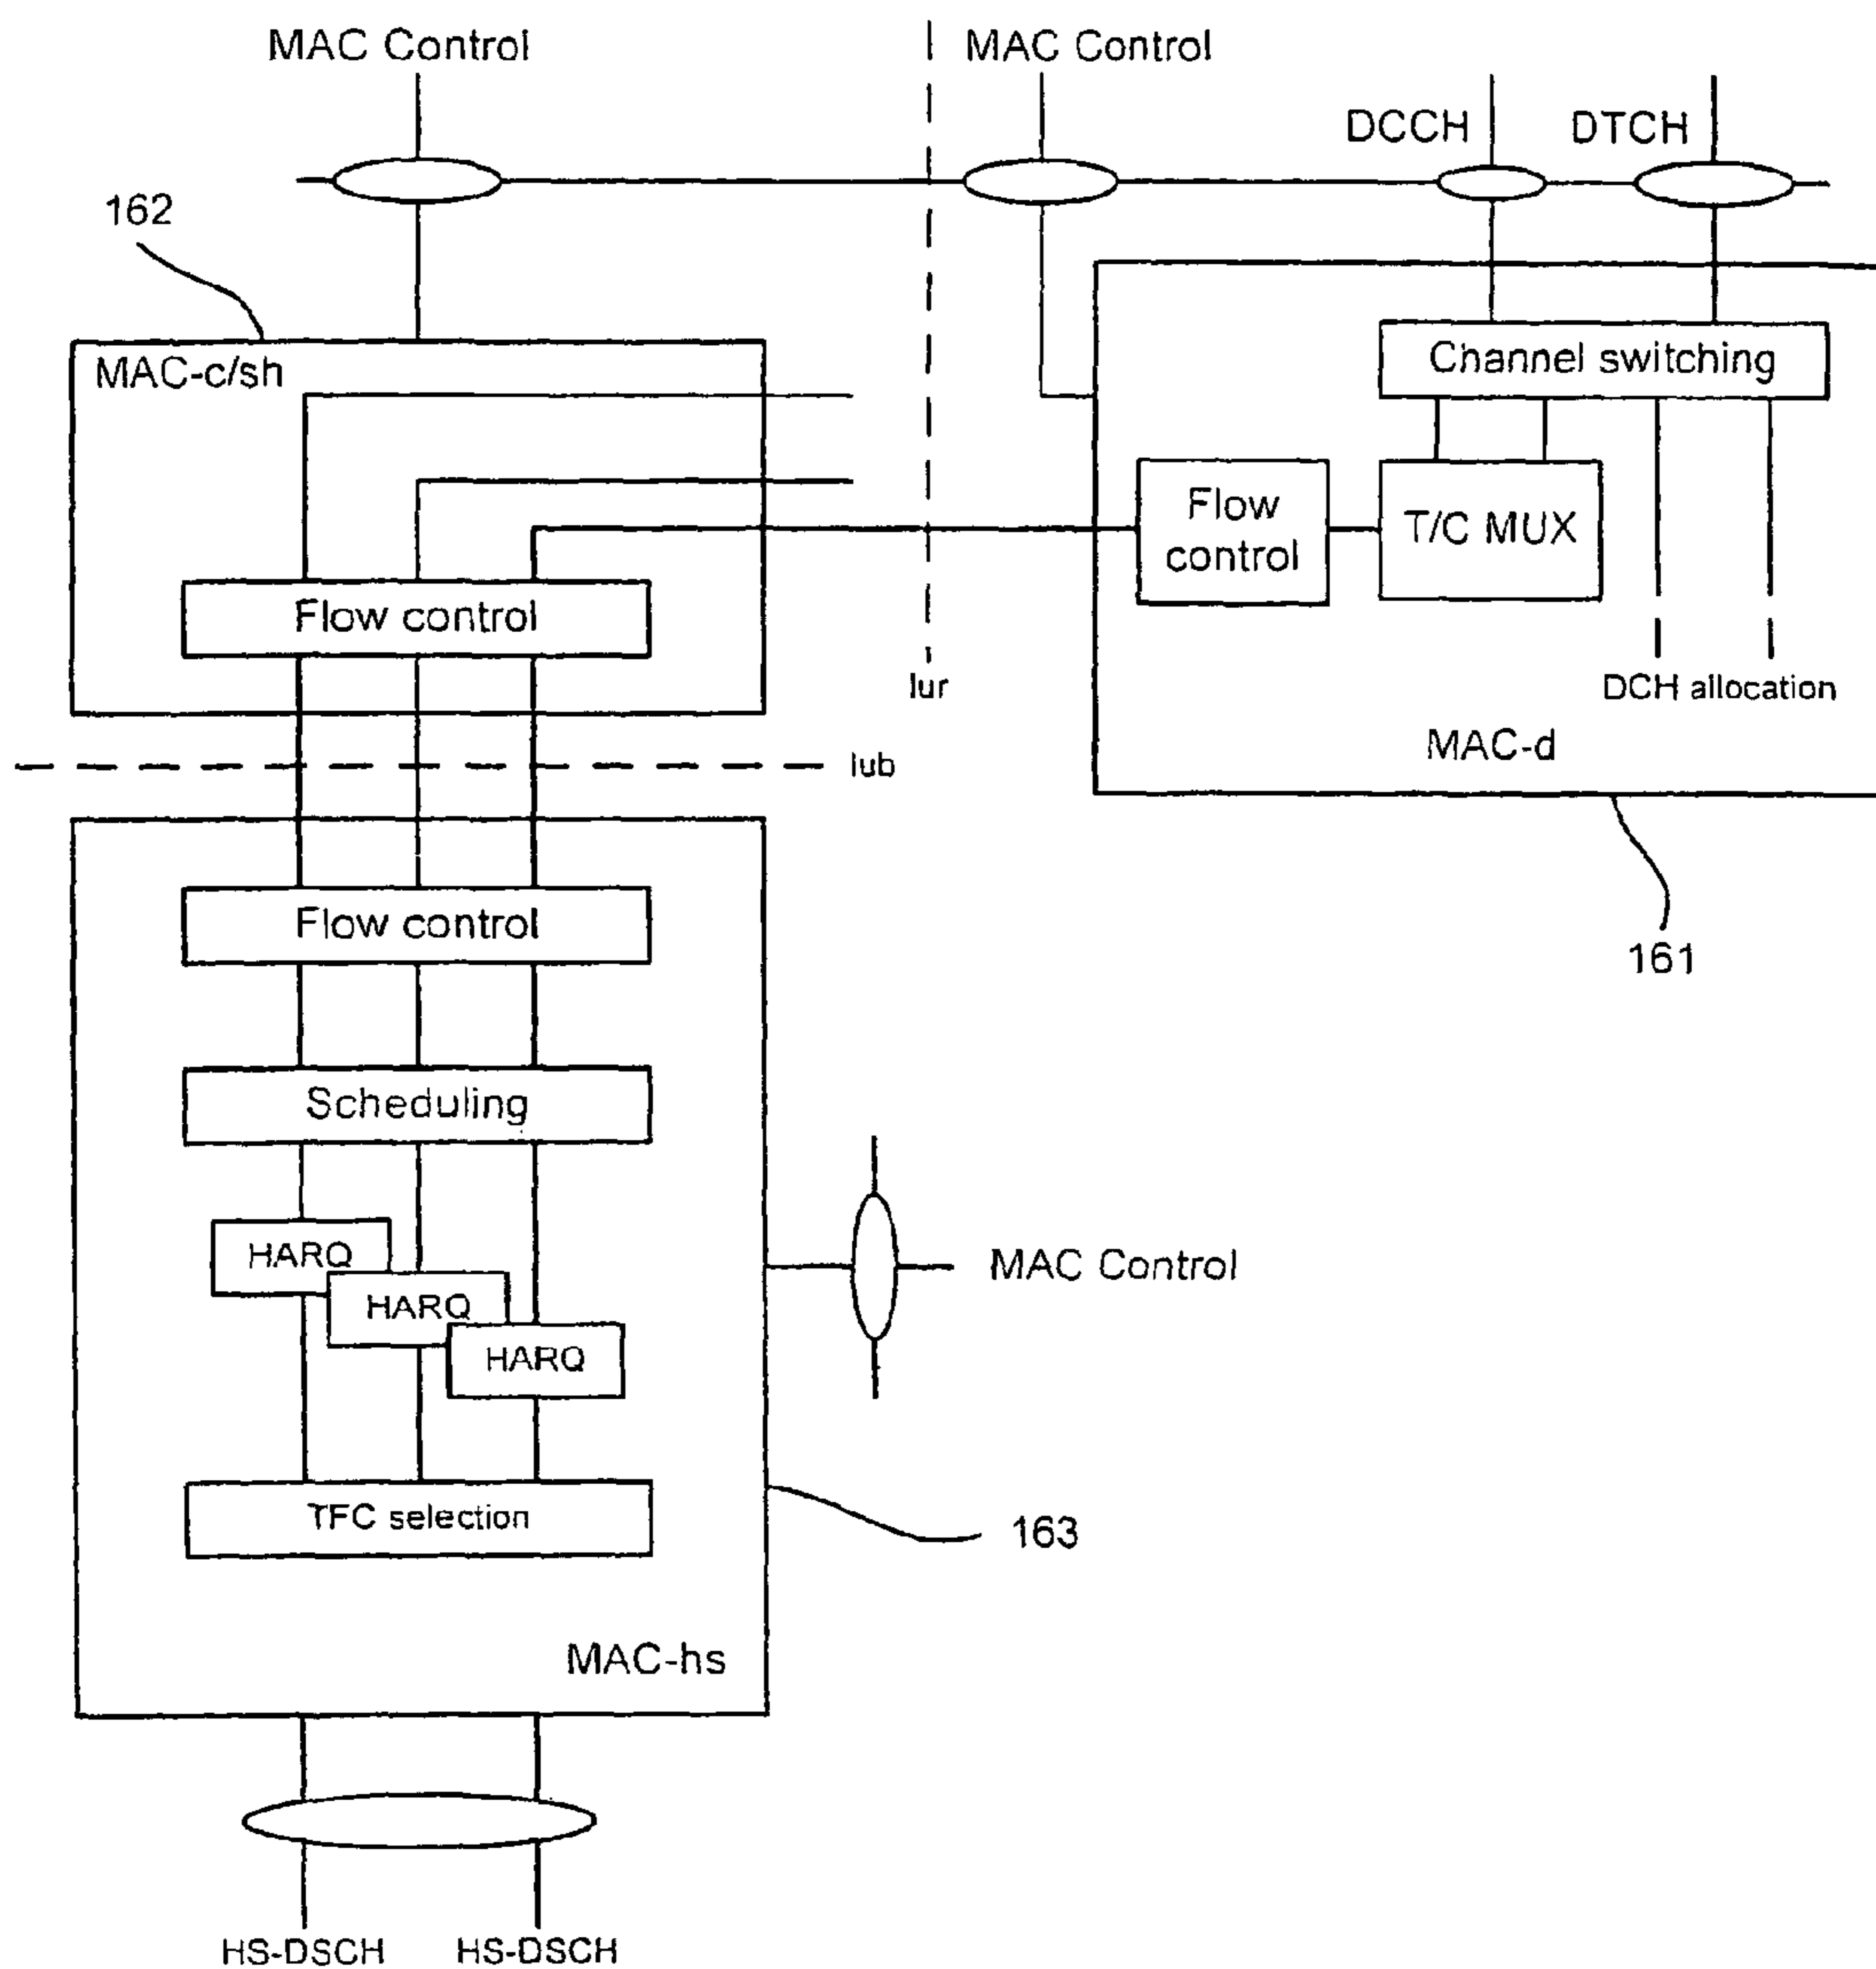 MAC Control
MAC Control
DCCH
DTCH
162
MAC-c/sh
Channel switching
Flow
control
T/C MUX
Flow control
Iur
DCH allocation
MAC-d
Iub
161
Flow control
Scheduling
HARQ
HARQ
HARQ
MAC Control
TFC selection
163
MAC-hs
HS-DSCH
HS-DSCH